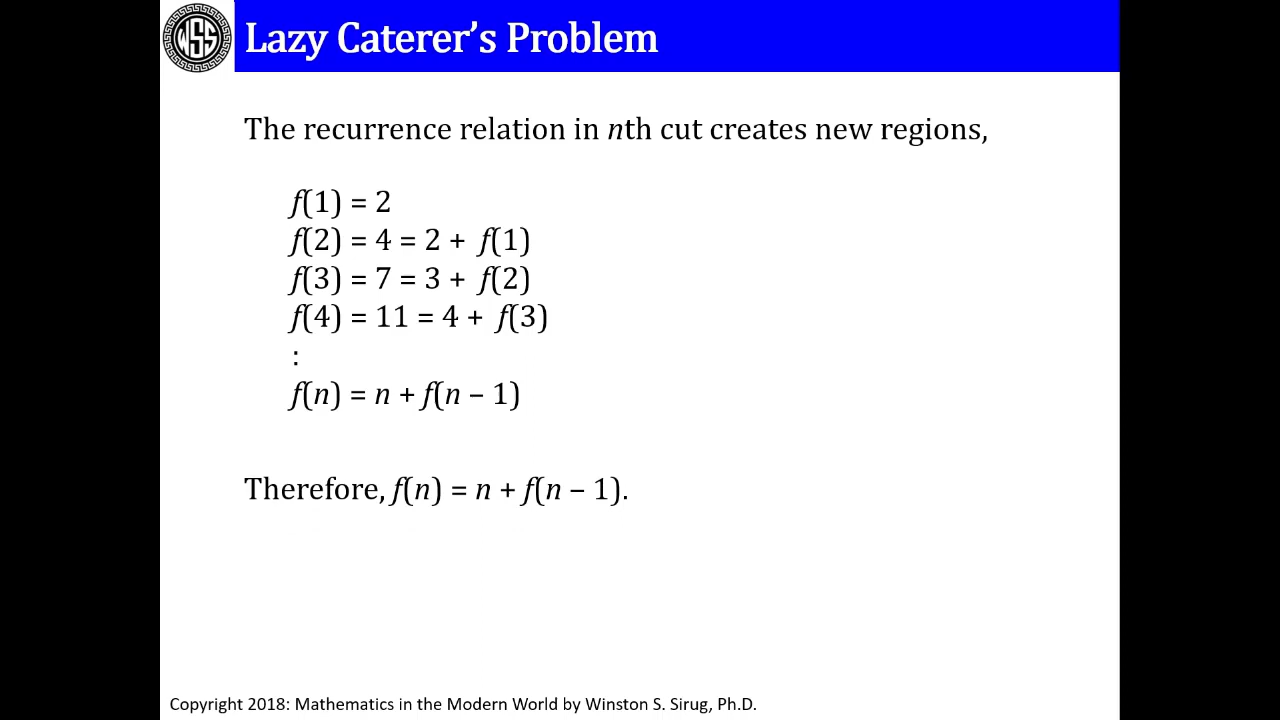 WSS
Lazy Caterer’s Problem
The recurrence relation in nth cut creates new regions,
f(1) = 2
f(2) = 4 = 2 + f(1)
f(3) = 7 = 3 + f(2)
f(4) = 11 = 4 + f(3)
:
f(n) = n + f(n – 1)
Therefore, f(n) = n + f(n – 1).
Copyright 2018: Mathematics in the Modern World by Winston S. Sirug, Ph.D.